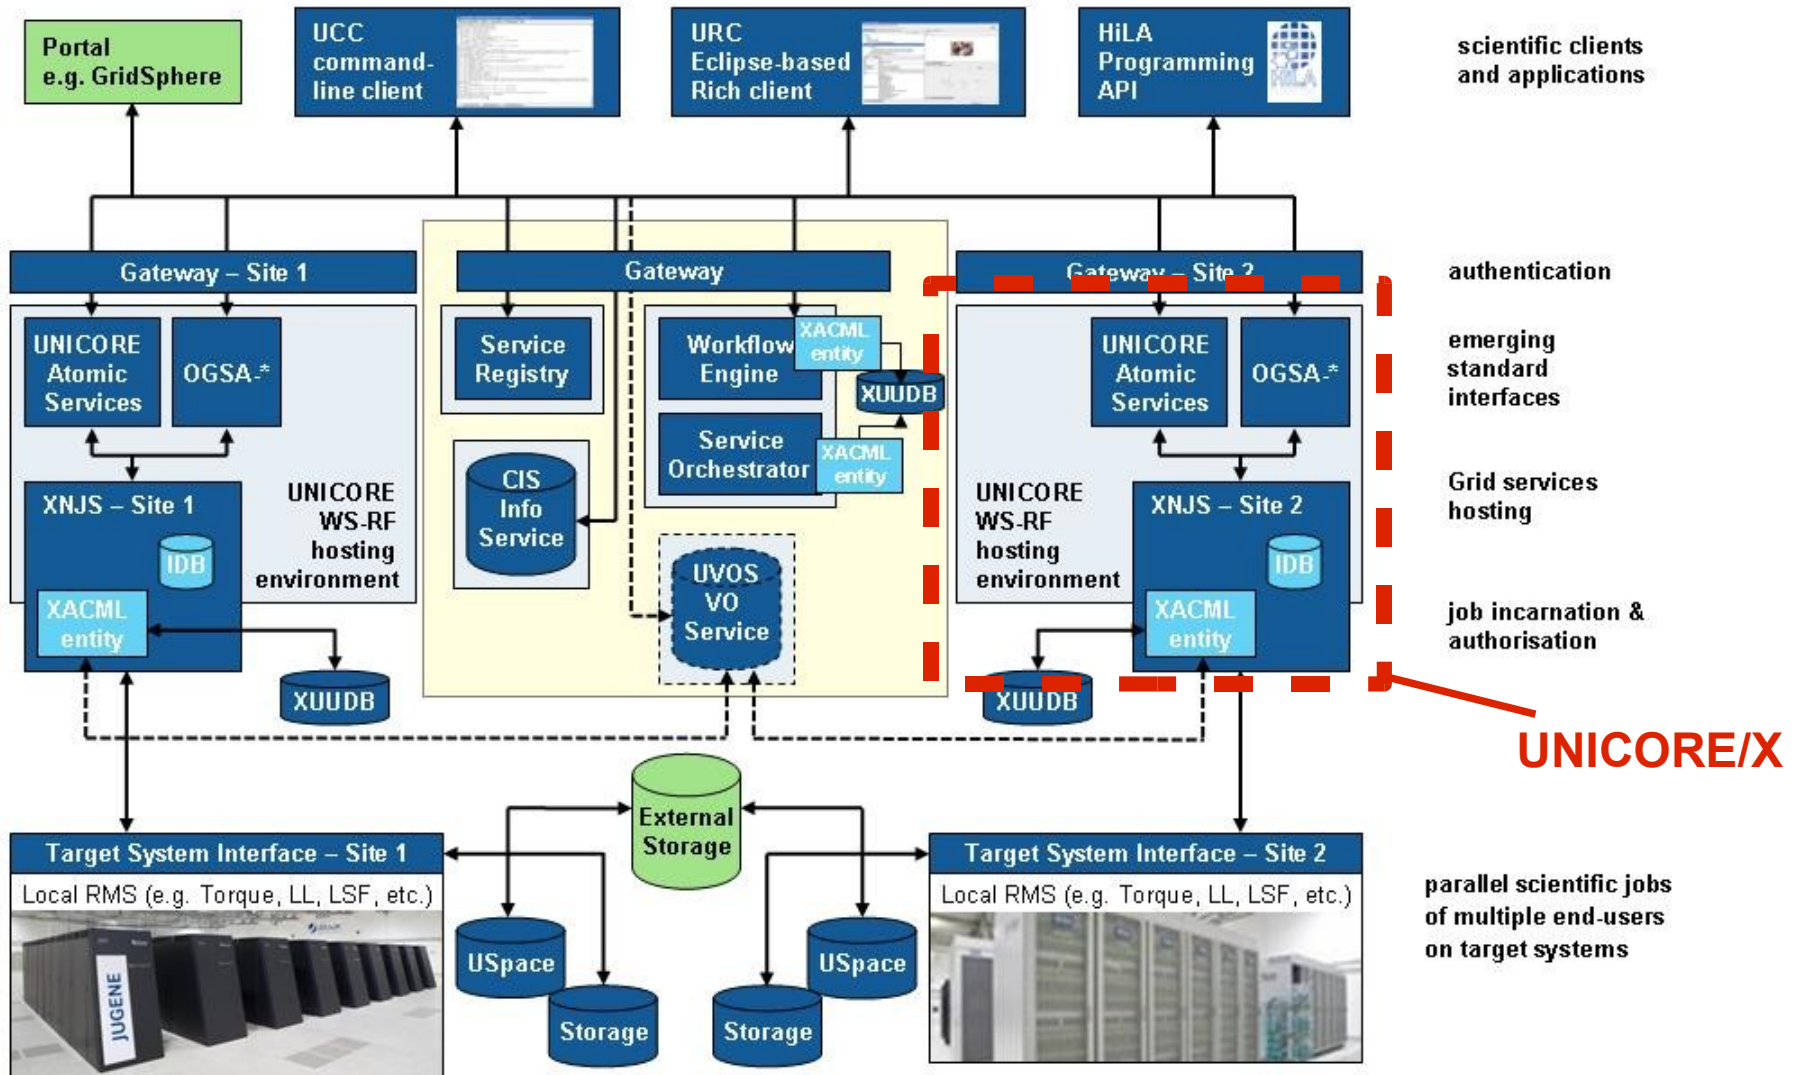 Portal
e.g. GridSphere
UCC
command-
line client
URC
Eclipse-based
Rich client
HiLA
Programming
API
HiLA
scientific clients
and applications
Gateway – Site 1
Gateway
Gateway – Site 2
authentication
UNICORE
Atomic
Services
OGSA-*
Service
Registry
Workflow
Engine
XACML
entity
XUUDB
Service
Orchestrator
XACML
entity
UNICORE
Atomic
Services
OGSA-*
emerging
standard
interfaces
XNJS – Site 1
IDB
XACML
entity
UNICORE
WS-RF
hosting
environment
CIS
Info
Service
UVOS
VO
Service
UNICORE
WS-RF
hosting
environment
XNJS – Site 2
IDB
XACML
entity
Grid services
hosting
job incarnation &
authorisation
XUUDB
XUUDB
UNICORE/X
External
Storage
Target System Interface – Site 1
Local RMS (e.g. Torque, LL, LSF, etc.)
JUGENE
USpace
Storage
Target System Interface – Site 2
Local RMS (e.g. Torque, LL, LSF, etc.)
USpace
Storage
parallel scientific jobs
of multiple end-users
on target systems